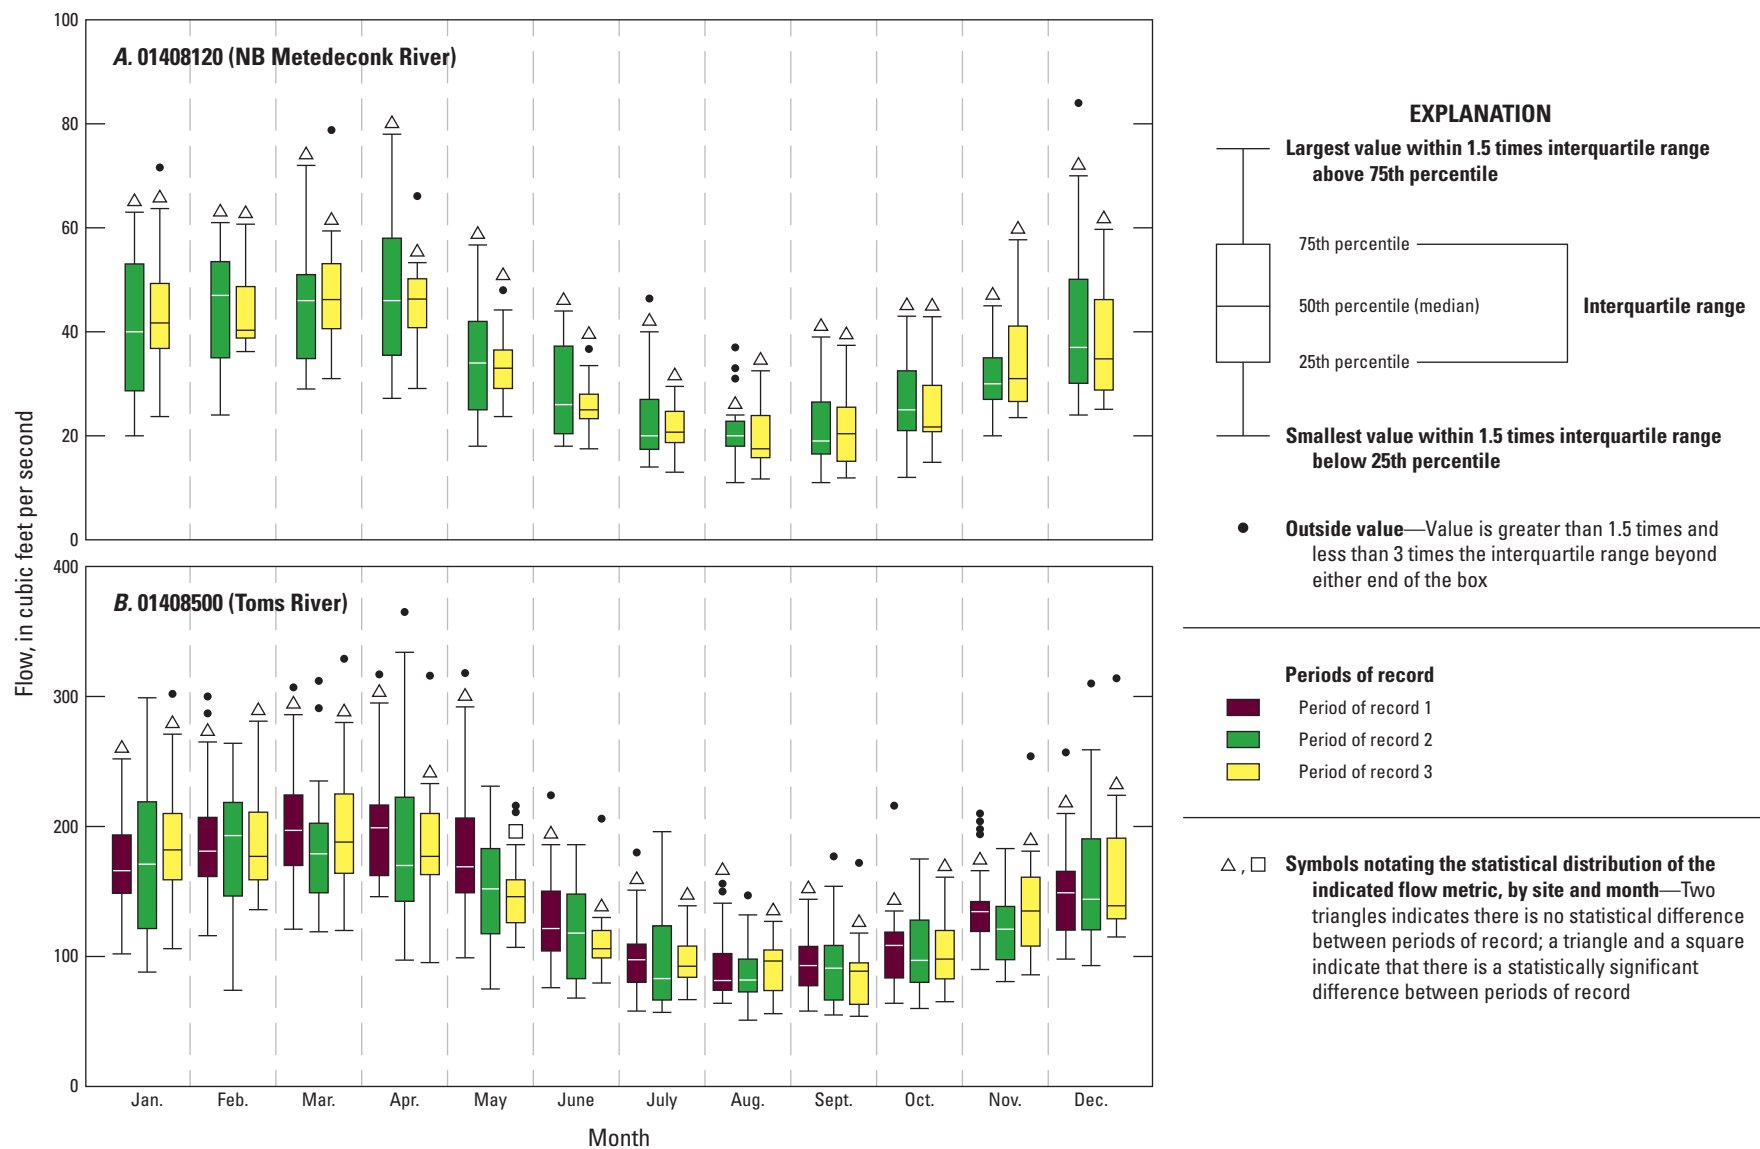 100
80
60
40
20
0
A. 01408120 (NB Metedeconk River)
400
300
200
100
0
B. 01408500 (Toms River)
Flow, in cubic feet per second
Jan.
Feb.
Mar.
Apr.
May
June
July
Aug.
Sept.
Oct.
Nov.
Dec.
Month
EXPLANATION
Largest value within 1.5 times interquartile range
above 75th percentile
75th percentile
50th percentile (median)
Interquartile range
25th percentile
Smallest value within 1.5 times interquartile range
below 25th percentile
Outside value—Value is greater than 1.5 times and
less than 3 times the interquartile range beyond
either end of the box
Periods of record
Period of record 1
Period of record 2
Period of record 3
, Symbols notating the statistical distribution of the
indicated flow metric, by site and month—Two
triangles indicates there is no statistical difference
between periods of record; a triangle and a square
indicate that there is a statistically significant
difference between periods of record